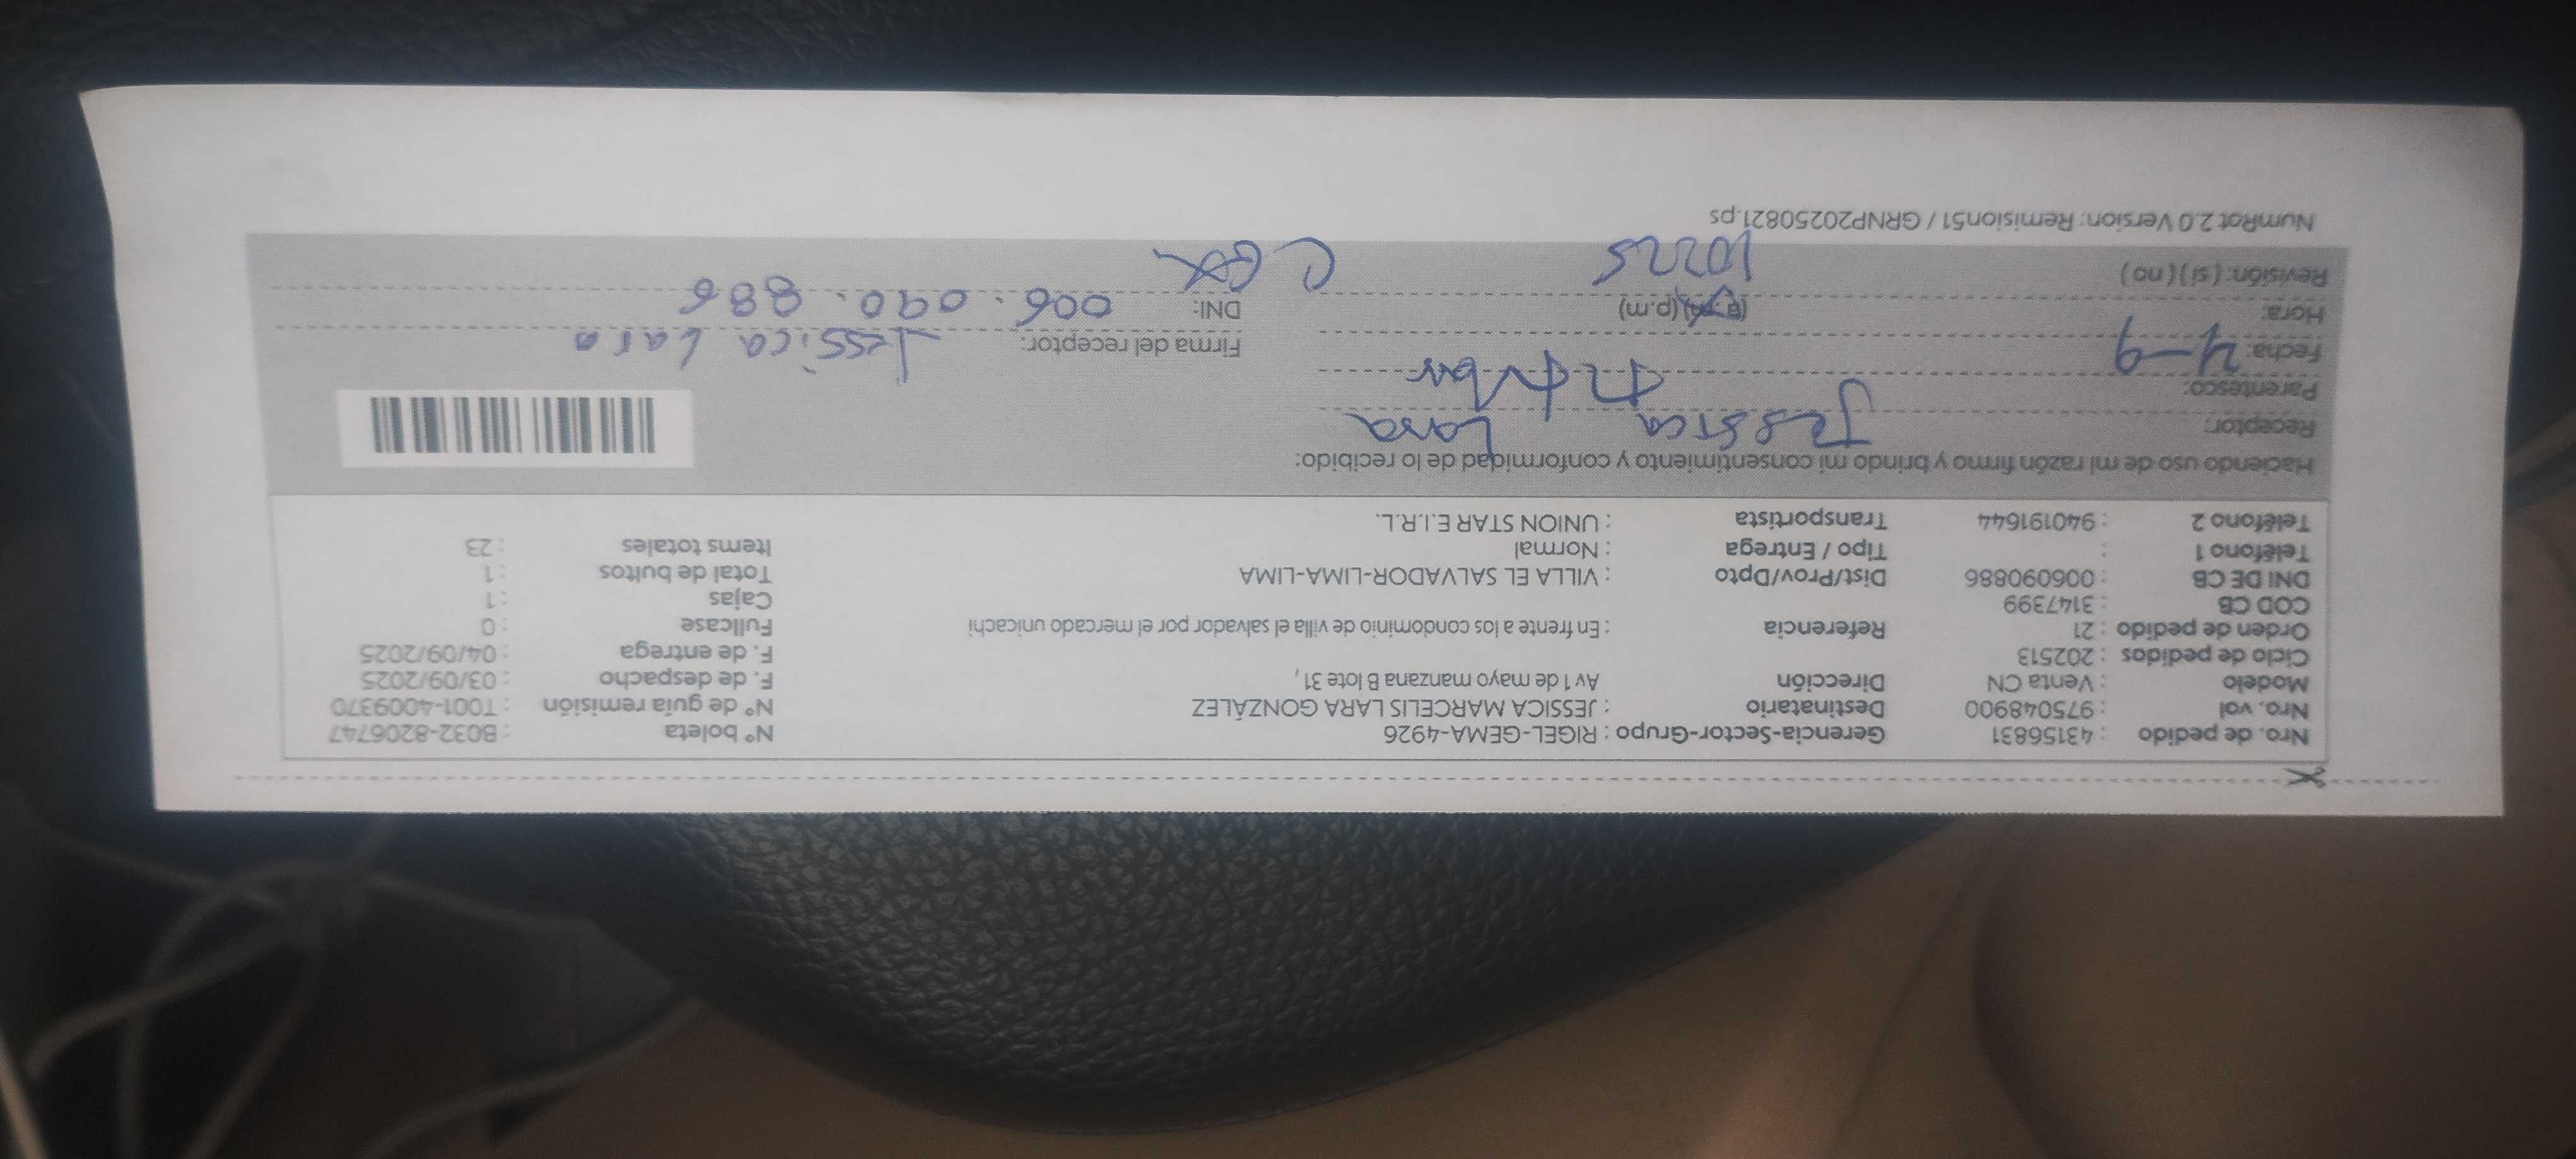 Nro. de pedido : 43156831 Gerencia-Sector-Grupo : RIGEL-GEMA-4926 Nº boleta : B032-8206747
Nro. vol : 975048900 Destinatario : JESSICA MARCELIS LARA GONZÁLEZ Nº de guía remisión : T001-4009370
Modelo : Venta CN Dirección Av 1 de mayo manzana B lote 31, F. de despacho : 03/09/2025
Ciclo de pedidos : 202513 F. de entrega : 04/09/2025
Orden de pedido : 21 Referencia : En frente a los condominio de villa el salvador por el mercado unicachi Fullcase : 0
COD CB : 3147399 Cajas : 1
DNI DE CB : 006090886 Dist/Prov/Dpto : VILLA EL SALVADOR-LIMA-LIMA Total de bultos : 1
Teléfono 1 : Tipo / Entrega : Normal Items totales : 23
Teléfono 2 : 940191644 Transportista : UNION STAR E.I.R.L.
Haciendo uso de mi razón firmo y brindo mi consentimiento y conformidad de lo recibido:
Receptor: Jessica Lara
Parentesco:
Fecha: 4-9 Firma del receptor: Jessica Lara
Hora: (a.m) (p.m) DNI: 006.090.886
Revisión: ( si ) ( no ) 10225
NumRot 2.0 Version: Remision51 / GRNP20250821.ps